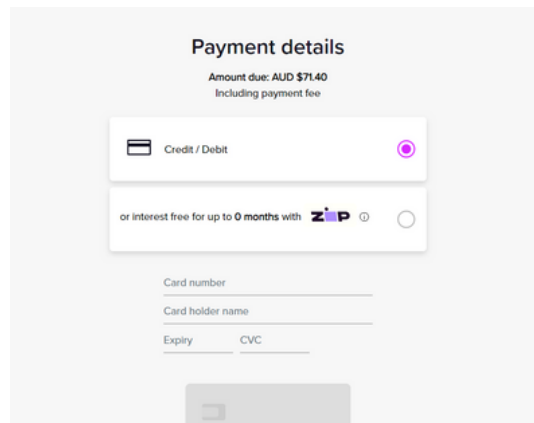 Payment details
Amount due: AUD $71.40
Including payment fee
Credit / Debit
or interest free for up to 0 months with zip
Card number
Card holder name
Expiry CVC